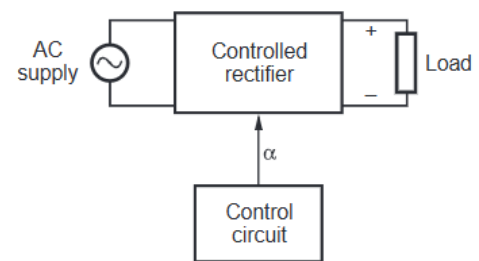 AC
supply
Controlled
rectifier
+
–
Load
α
Control
circuit